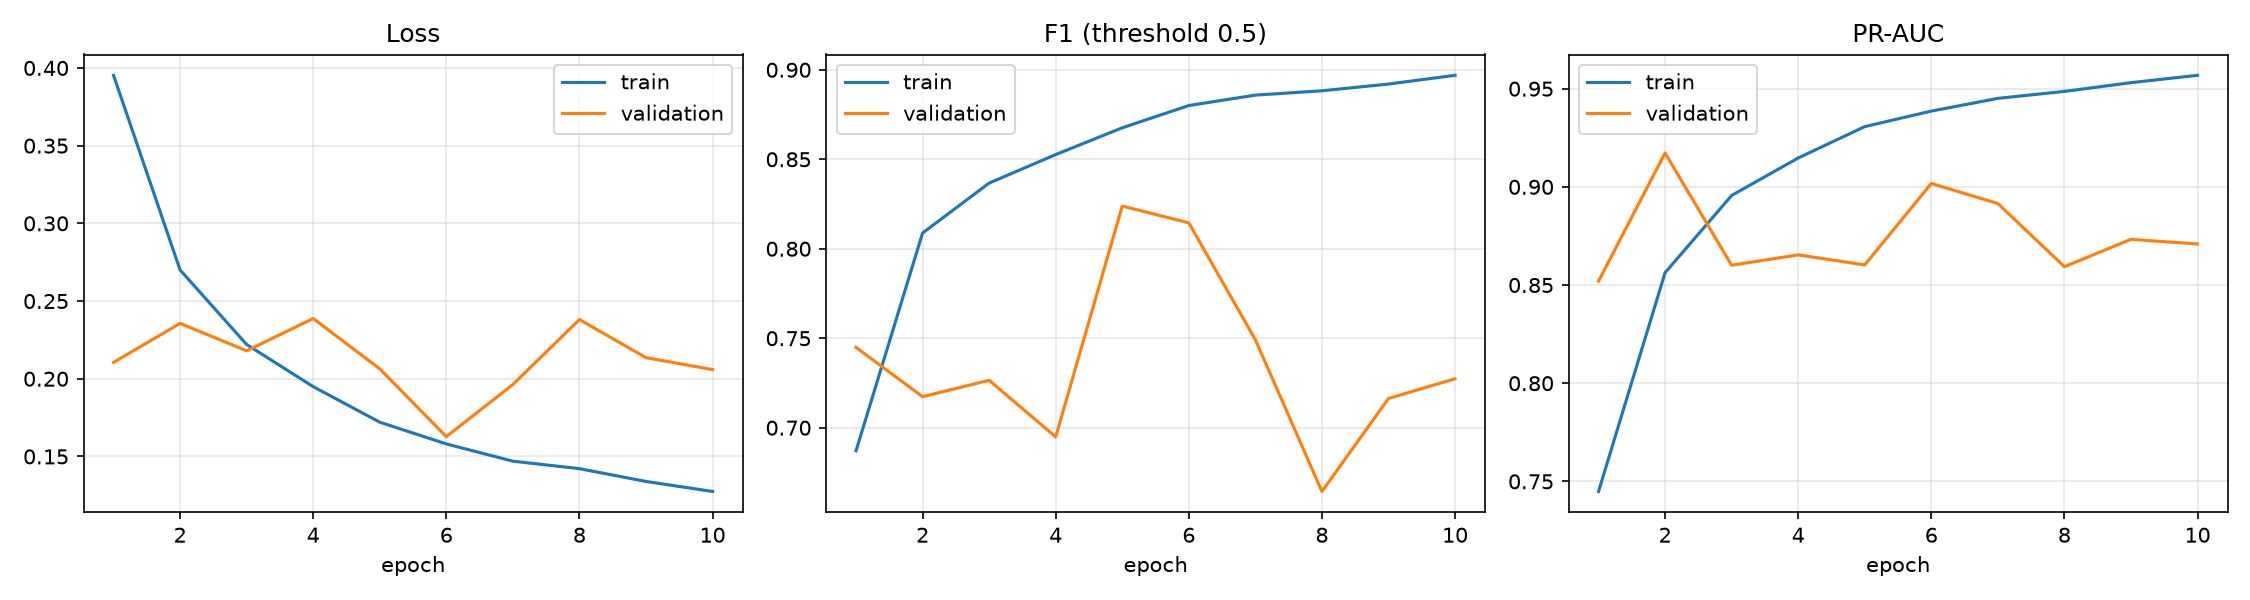 Loss
0.40
0.35
0.30
0.25
0.20
0.15
train
validation
2 4 6 8 10
epoch
F1 (threshold 0.5)
0.90
0.85
0.80
0.75
0.70
train
validation
2 4 6 8 10
epoch
PR-AUC
0.95
0.90
0.85
0.80
0.75
train
validation
2 4 6 8 10
epoch